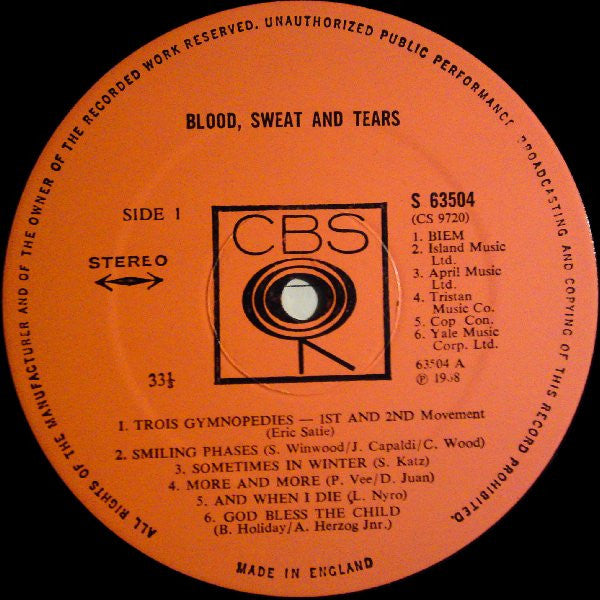 ALL RIGHTS OF THE MANUFACTURER AND OF THE OWNER OF THE RECORDED WORK RESERVED. UNAUTHORIZED PUBLIC PERFORMANCE BROADCASTING AND COPYING OF THIS RECORD PROHIBITED.
BLOOD, SWEAT AND TEARS
SIDE 1
STEREO
33⅓
CBS
S 63504
(CS 9720)
1. BIEM
2. Island Music
Ltd.
3. April Music
Ltd.
4. Tristan
Music Co.
5. Cop Con.
6. Yale Music
Corp. Ltd.
63504 A
℗ 1968
1. TROIS GYMNOPEDIES — 1ST AND 2ND Movement
(Eric Satie)
2. SMILING PHASES (S. Winwood/J. Capaldi/C. Wood)
3. SOMETIMES IN WINTER (S. Katz)
4. MORE AND MORE (P. Vee/D. Juan)
5. AND WHEN I DIE (L. Nyro)
6. GOD BLESS THE CHILD
(B. Holiday/A. Herzog Jnr.)
MADE IN ENGLAND